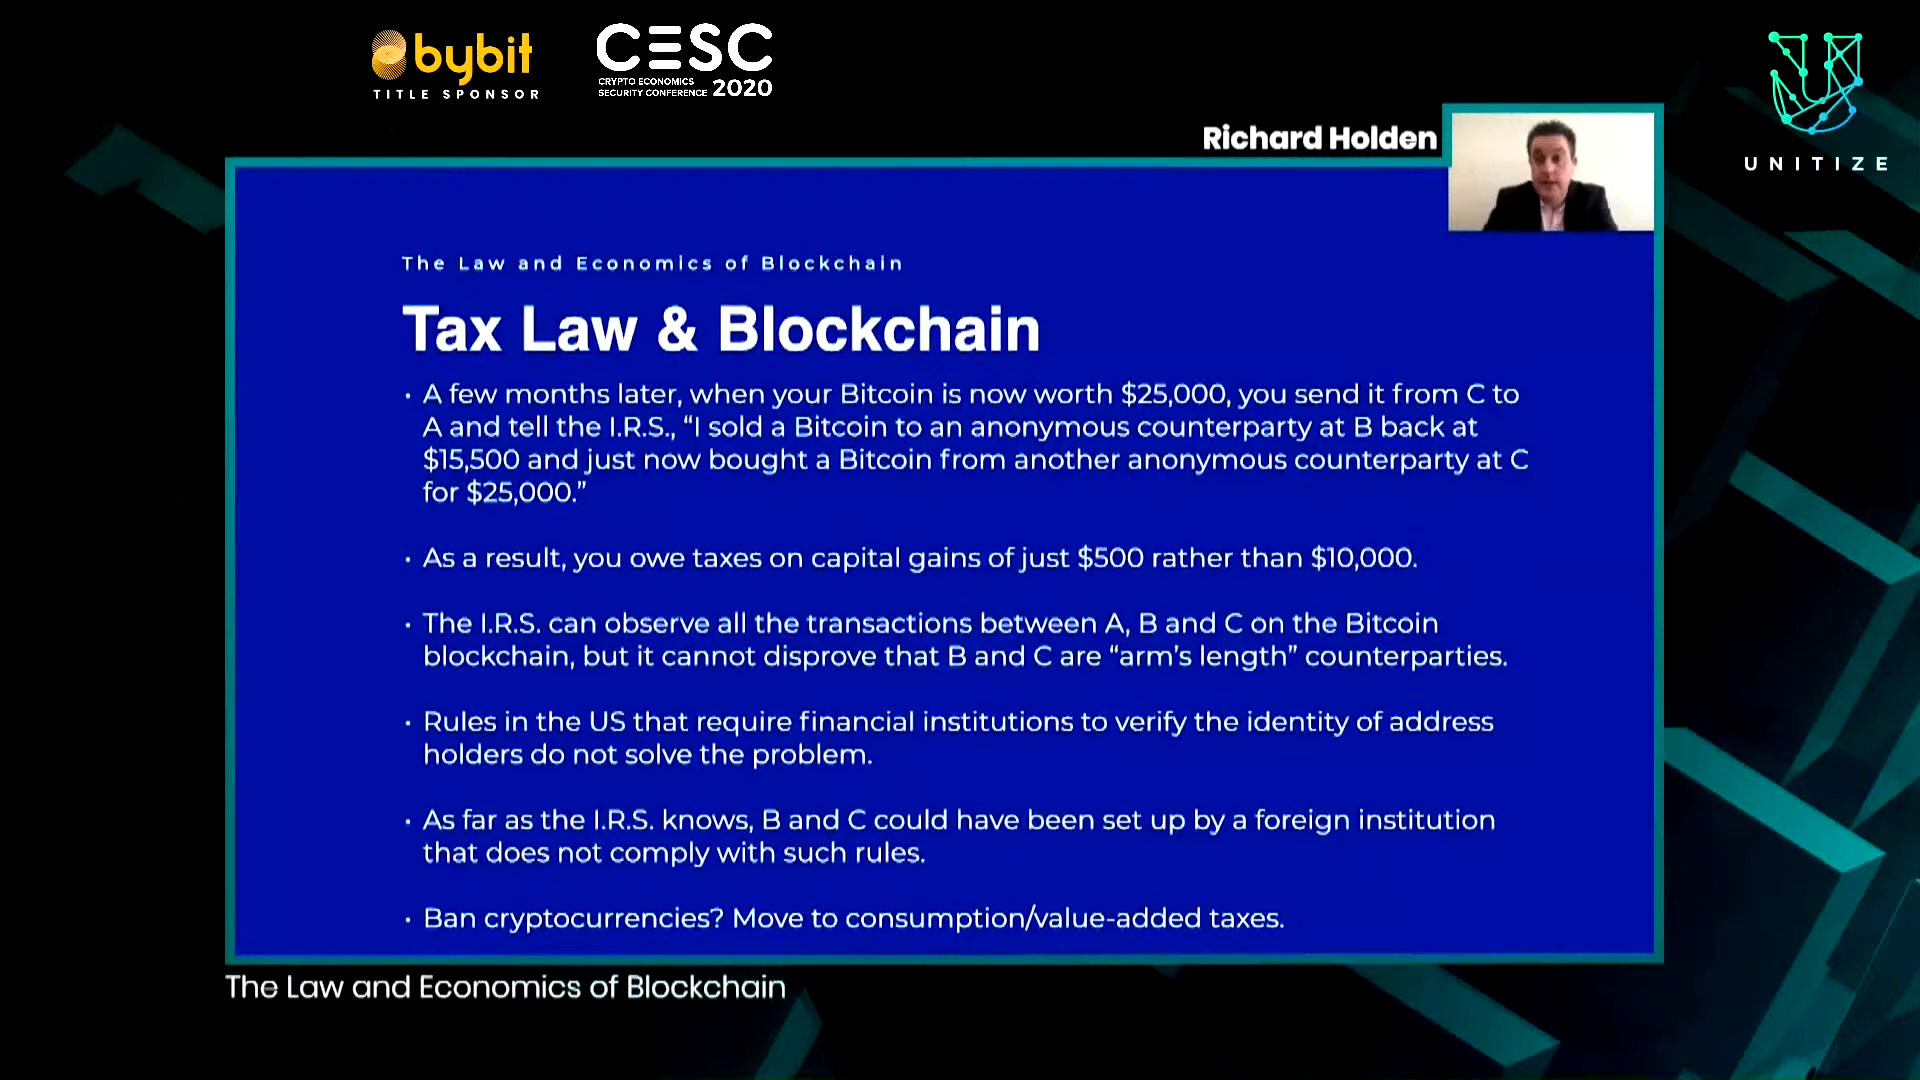 bybit
TITLE SPONSOR
CESC
CRYPTO ECONOMICS
SECURITY CONFERENCE 2020
UNITIZE
Richard Holden
The Law and Economics of Blockchain
Tax Law & Blockchain
• A few months later, when your Bitcoin is now worth $25,000, you send it from C to
A and tell the I.R.S., “I sold a Bitcoin to an anonymous counterparty at B back at
$15,500 and just now bought a Bitcoin from another anonymous counterparty at C
for $25,000.”
• As a result, you owe taxes on capital gains of just $500 rather than $10,000.
• The I.R.S. can observe all the transactions between A, B and C on the Bitcoin
blockchain, but it cannot disprove that B and C are “arm’s length” counterparties.
• Rules in the US that require financial institutions to verify the identity of address
holders do not solve the problem.
• As far as the I.R.S. knows, B and C could have been set up by a foreign institution
that does not comply with such rules.
• Ban cryptocurrencies? Move to consumption/value-added taxes.
The Law and Economics of Blockchain